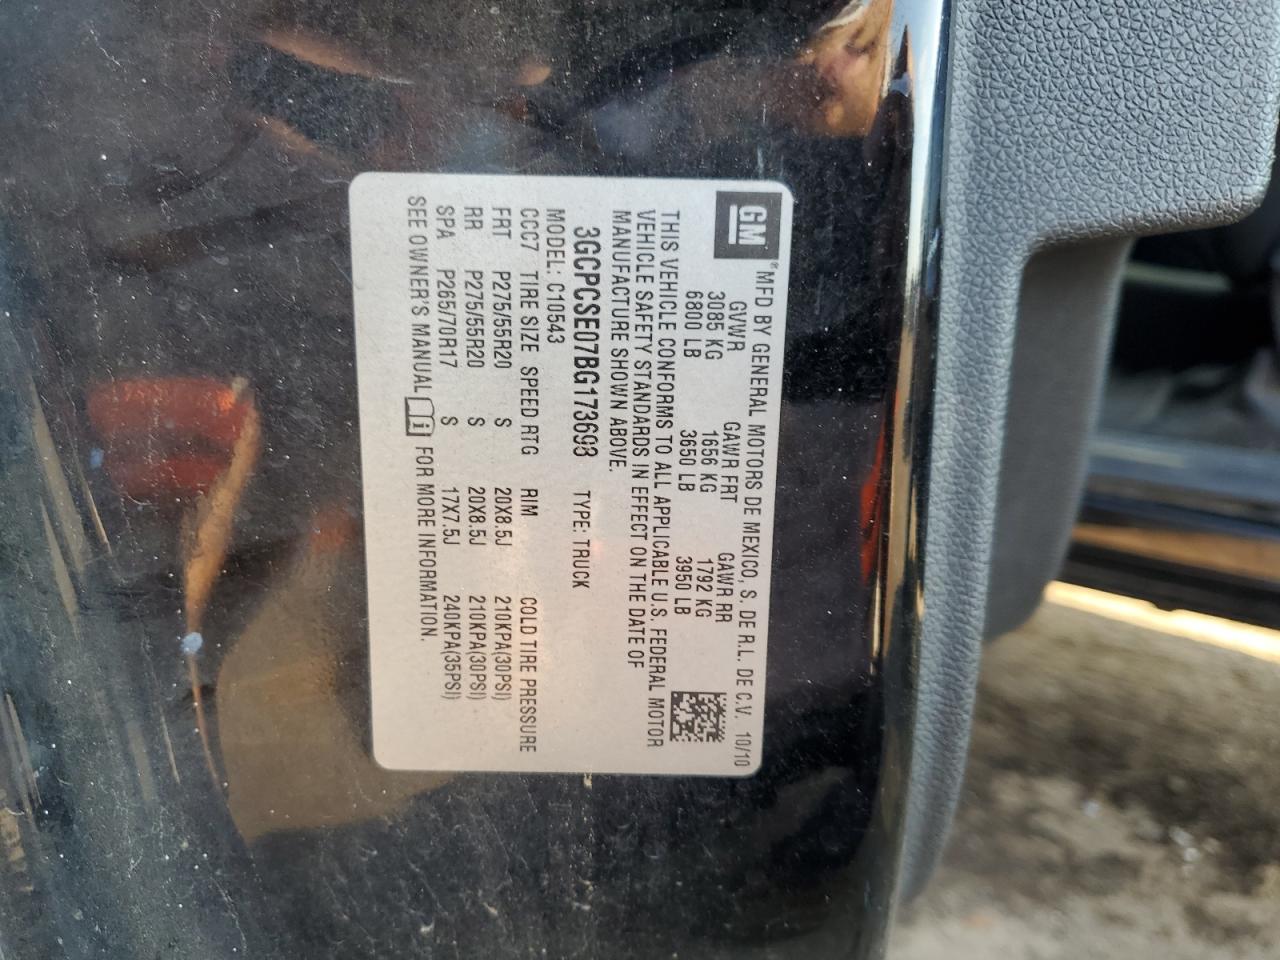 GM ® MFD BY GENERAL MOTORS DE MEXICO, S. DE R.L. DE C.V. 10/10
GVWR GAWR FRT GAWR RR
3085 KG 1656 KG 1792 KG
6800 LB 3650 LB 3950 LB
THIS VEHICLE CONFORMS TO ALL APPLICABLE U.S. FEDERAL MOTOR
VEHICLE SAFETY STANDARDS IN EFFECT ON THE DATE OF
MANUFACTURE SHOWN ABOVE.
3GCPCSE07BG173698 TYPE: TRUCK
MODEL: C10543
CCC7 TIRE SIZE SPEED RTG RIM COLD TIRE PRESSURE
FRT P275/55R20 S 20X8.5J 210KPA(30PSI)
RR P275/55R20 S 20X8.5J 210KPA(30PSI)
SPA P265/70R17 S 17X7.5J 240KPA(35PSI)
SEE OWNER'S MANUAL i FOR MORE INFORMATION.